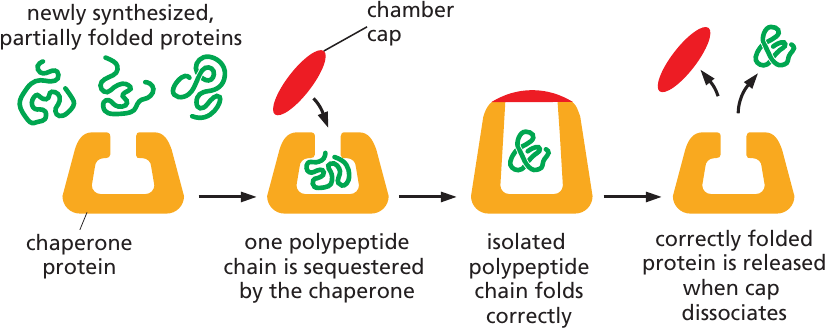 newly synthesized,
partially folded proteins
chamber
cap
chaperone
protein
one polypeptide
chain is sequestered
by the chaperone
isolated
polypeptide
chain folds
correctly
correctly folded
protein is released
when cap
dissociates